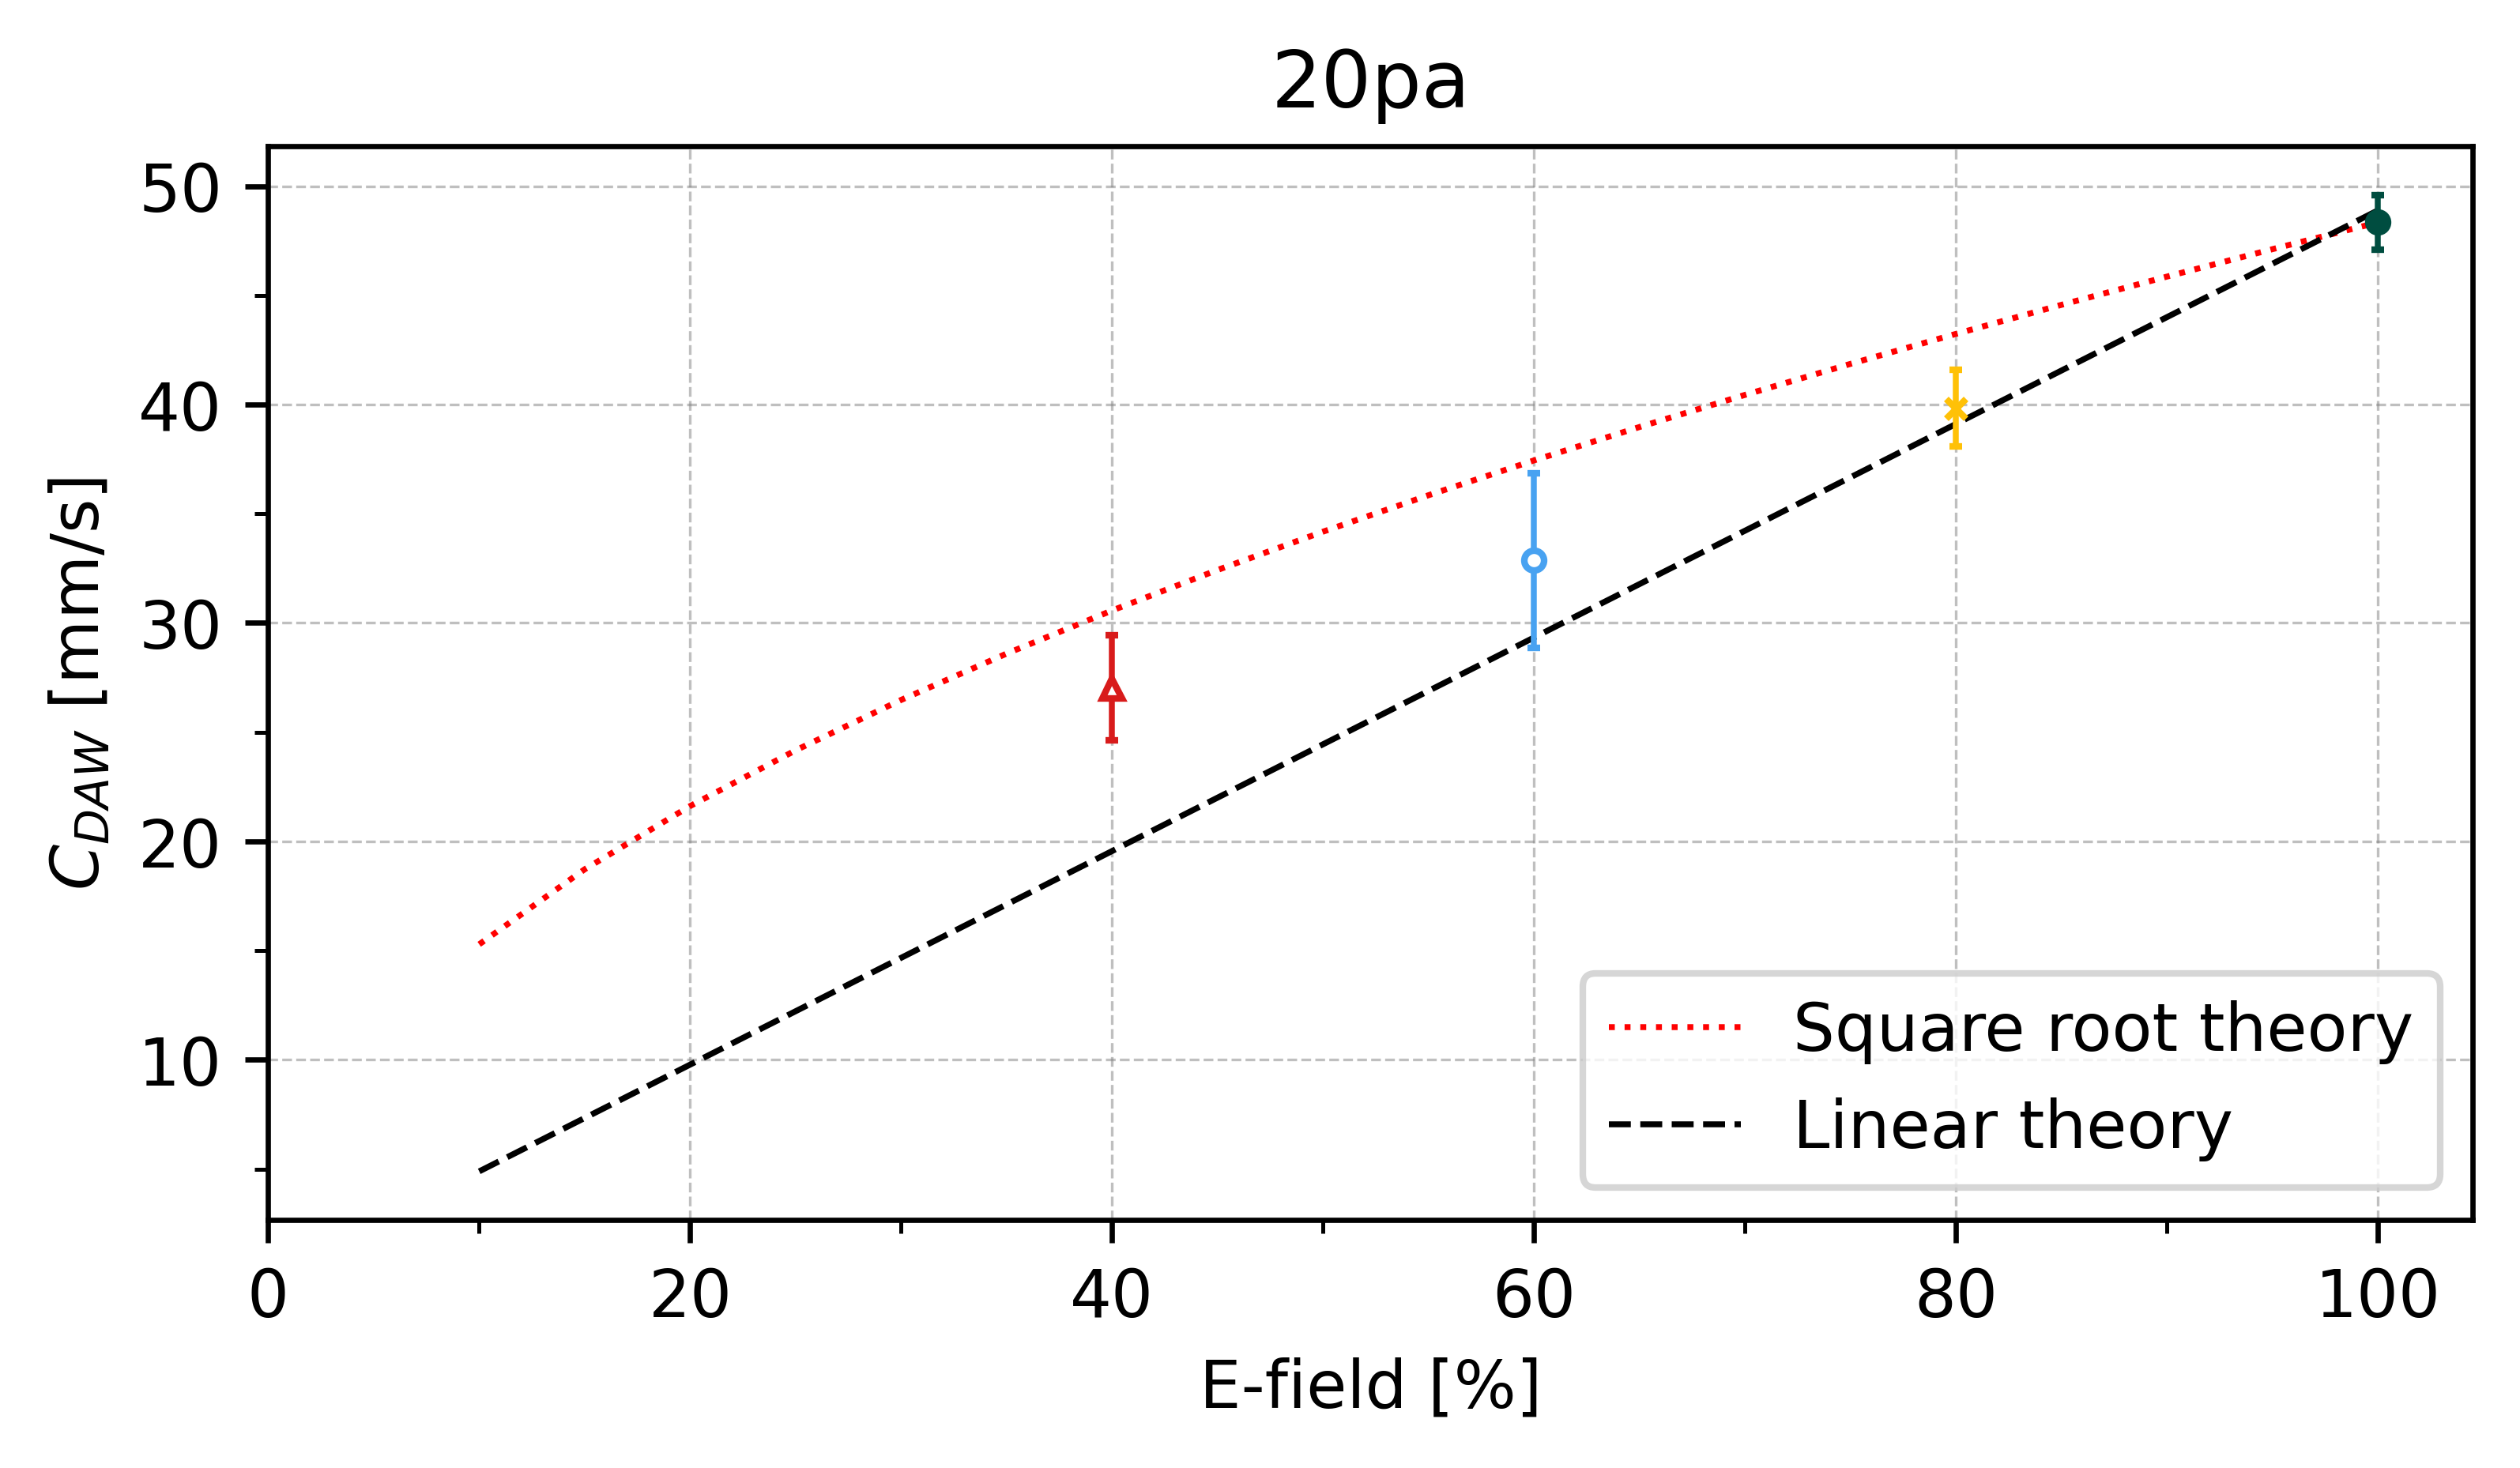 20pa
50
40
30
20
10
C_DAW [mm/s]
0 20 40 60 80 100
E-field [%]
Square root theory
Linear theory